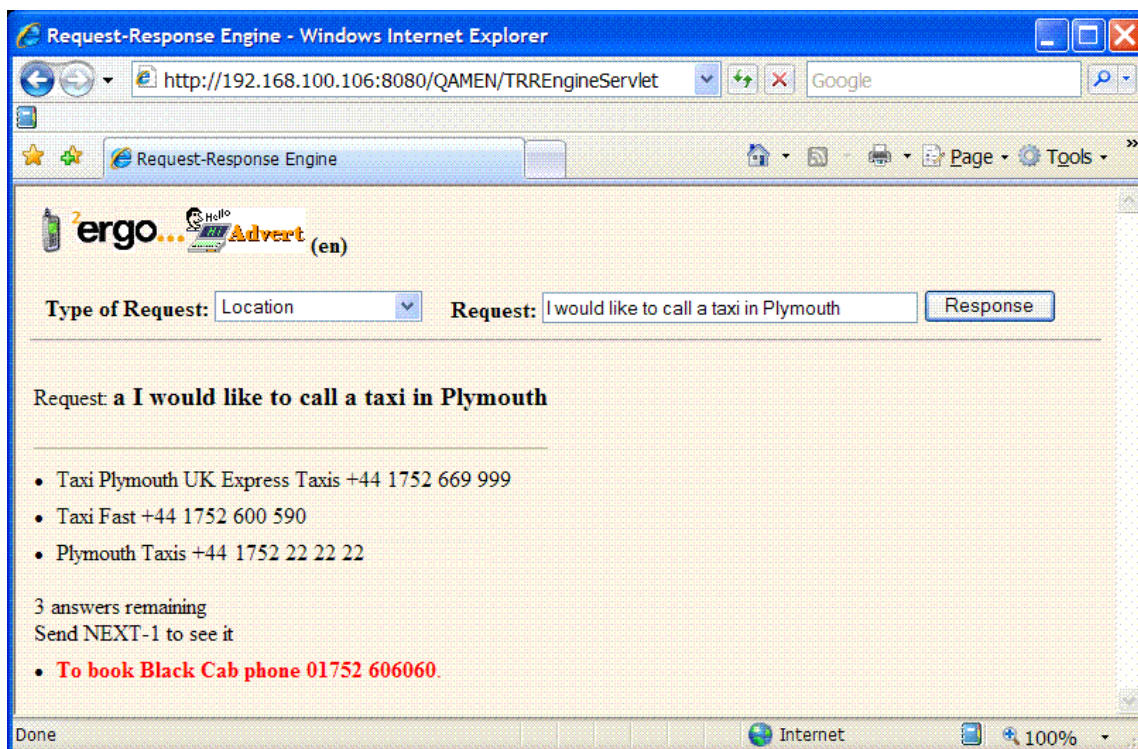 Request-Response Engine - Windows Internet Explorer
http://192.168.100.106:8080/QAMEN/TRREngineServlet Google
Request-Response Engine Page Tools »
2ergo... Hello HI Advert (en)
Type of Request: Location Request: I would like to call a taxi in Plymouth Response
Request: a I would like to call a taxi in Plymouth
• Taxi Plymouth UK Express Taxis +44 1752 669 999
• Taxi Fast +44 1752 600 590
• Plymouth Taxis +44 1752 22 22 22
3 answers remaining
Send NEXT-1 to see it
• To book Black Cab phone 01752 606060.
Done Internet 100%